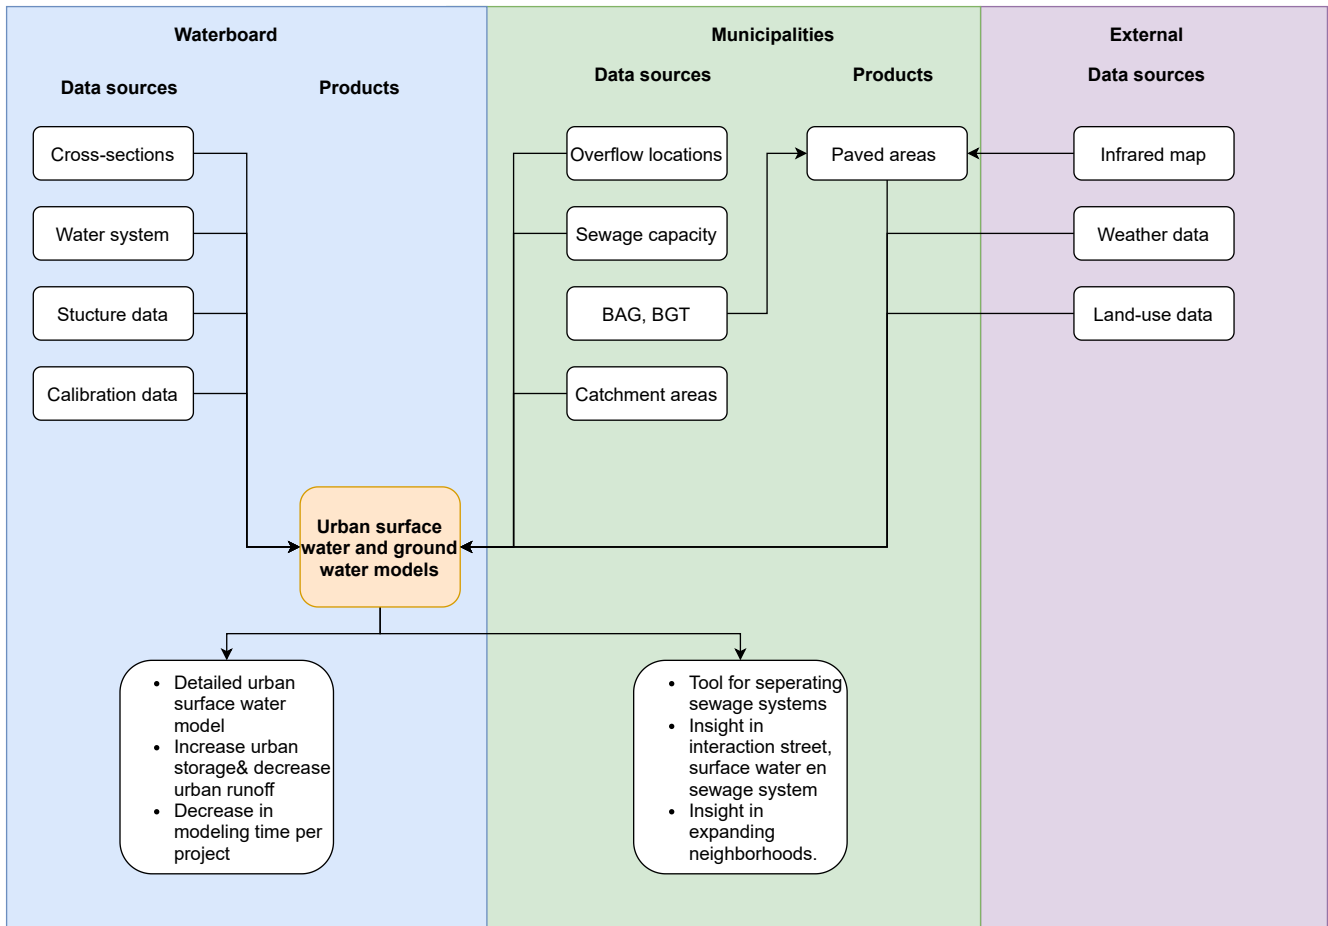 Waterboard
Municipalities
External
Data sources
Products
Data sources
Products
Data sources
Cross-sections
Water system
Stucture data
Calibration data
Overflow locations
Sewage capacity
BAG, BGT
Catchment areas
Paved areas
Infrared map
Weather data
Land-use data
Urban surface
water and ground
water models
• Detailed urban
surface water
model
• Increase urban
storage& decrease
urban runoff
• Decrease in
modeling time per
project
• Tool for seperating
sewage systems
• Insight in
interaction street,
surface water en
sewage system
• Insight in
expanding
neighborhoods.